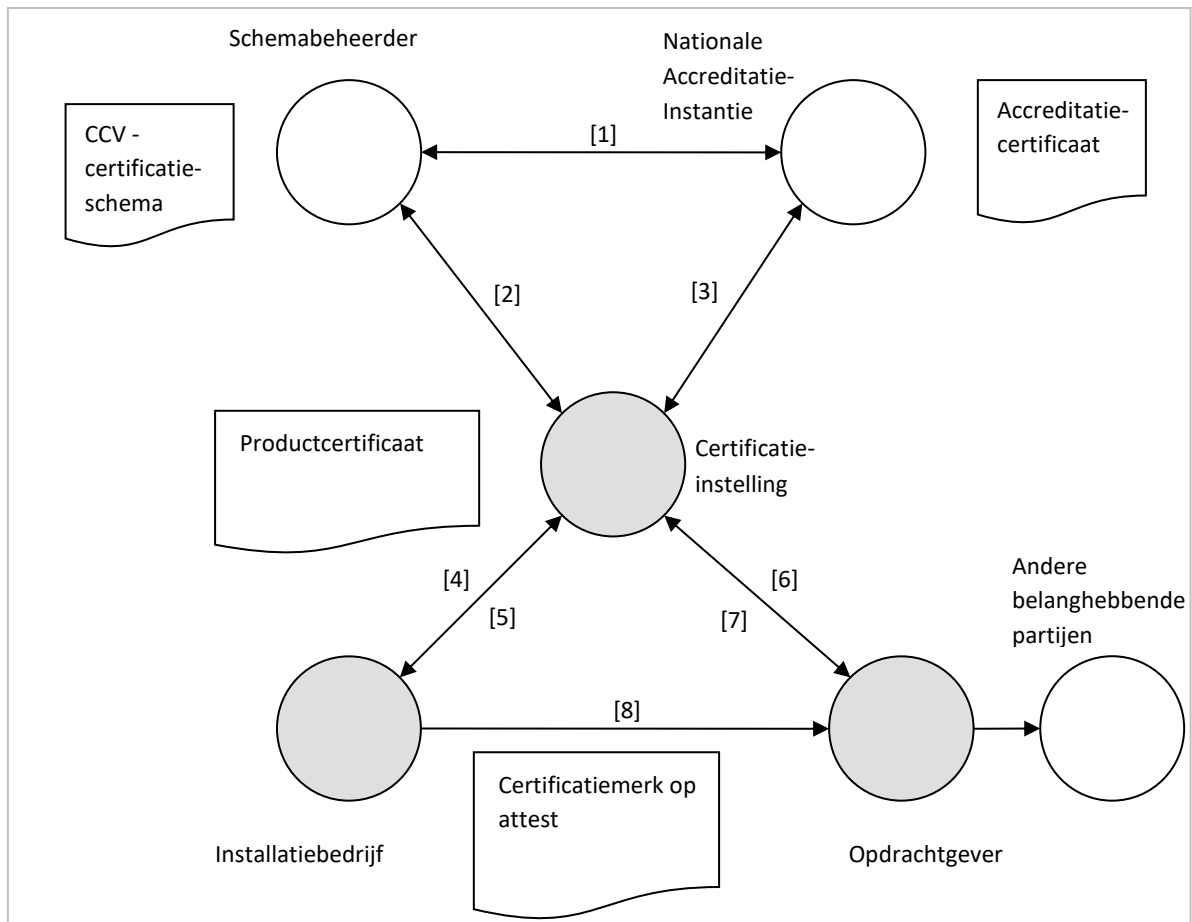 Schemabeheerder
Nationale
Accreditatie-
Instantie
CCV -
certificatie-
schema
Accreditatie-
certificaat
[1]
[2]
[3]
Productcertificaat
Certificatie-
instelling
[4]
[5]
[6]
[7]
Andere
belanghebbende
partijen
[8]
Certificatiemerk op
attest
Installatiebedrijf
Opdrachtgever